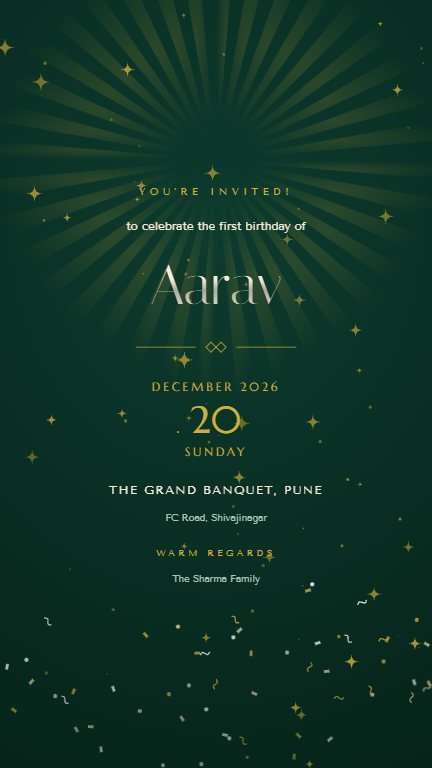 YOU'RE INVITED!
to celebrate the first birthday of
Aarav
DECEMBER 2026
20
SUNDAY
THE GRAND BANQUET, PUNE
FC Road, Shivajinagar
WARM REGARDS
The Sharma Family